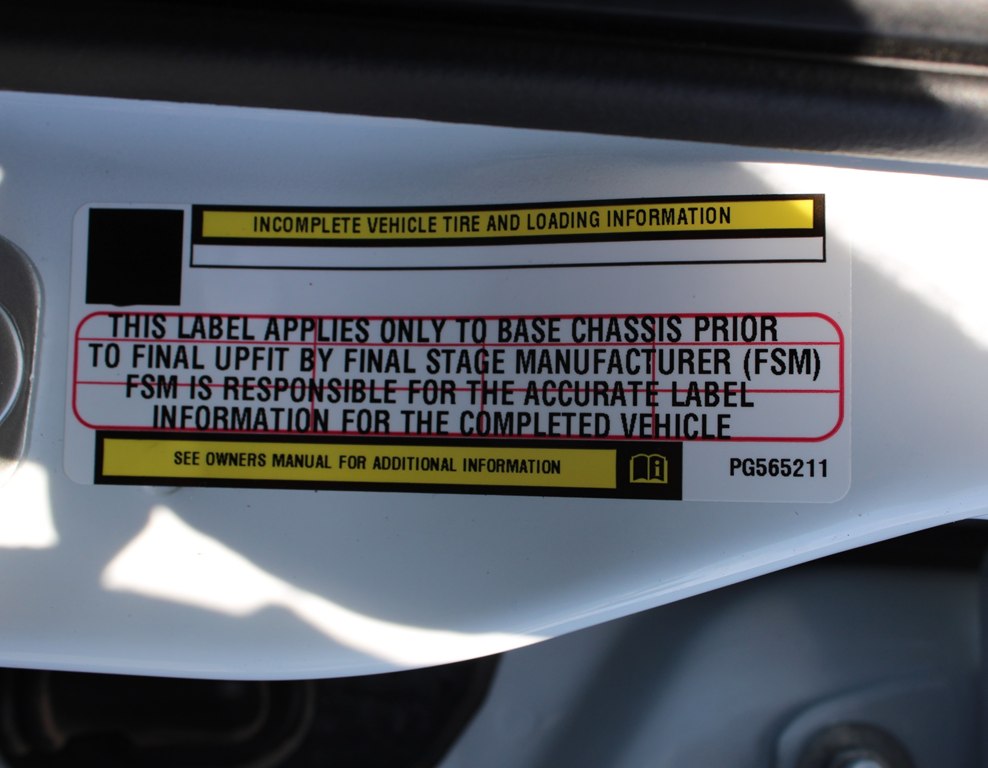 INCOMPLETE VEHICLE TIRE AND LOADING INFORMATION
THIS LABEL APPLIES ONLY TO BASE CHASSIS PRIOR
TO FINAL UPFIT BY FINAL STAGE MANUFACTURER (FSM)
FSM IS RESPONSIBLE FOR THE ACCURATE LABEL
INFORMATION FOR THE COMPLETED VEHICLE
SEE OWNERS MANUAL FOR ADDITIONAL INFORMATION
PG565211